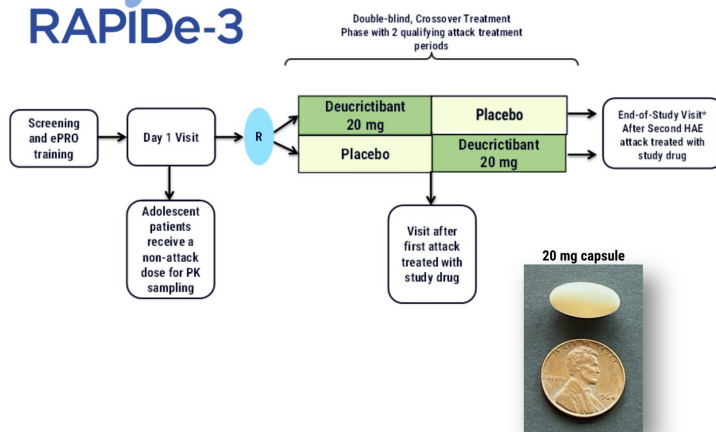 RAPIDe-3
Double-blind, Crossover Treatment
Phase with 2 qualifying attack treatment
periods
Screening
and ePRO
training
Day 1 Visit
R
Deucrictibant
20 mg
Placebo
Placebo
Deucrictibant
20 mg
End-of-Study Visit*
After Second HAE
attack treated with
study drug
Adolescent
patients
receive a
non-attack
dose for PK
sampling
Visit after
first attack
treated with
study drug
20 mg capsule